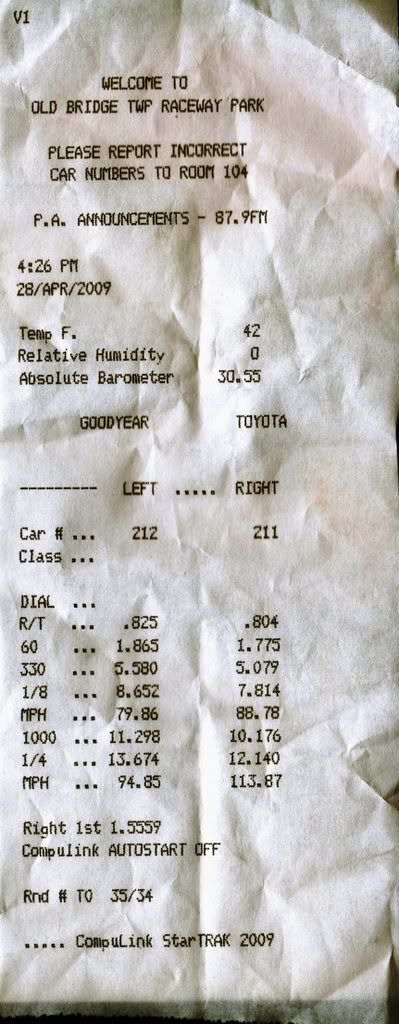 V1
WELCOME TO
OLD BRIDGE TWP RACEWAY PARK
PLEASE REPORT INCORRECT
CAR NUMBERS TO ROOM 104
P.A. ANNOUNCEMENTS - 87.9FM
4:26 PM
28/APR/2009
Temp F. 42
Relative Humidity 0
Absolute Barometer 30.55
GOODYEAR TOYOTA
--------- LEFT ..... RIGHT
Car # ... 212 211
Class ...
DIAL ...
R/T ... .825 .804
60 ... 1.865 1.775
330 ... 5.580 5.079
1/8 ... 8.652 7.814
MPH ... 79.86 88.78
1000 ... 11.298 10.176
1/4 ... 13.674 12.140
MPH ... 94.85 113.87
Right 1st 1.5559
Compulink AUTOSTART OFF
Rnd # TO 35/34
..... CompuLink StarTRAK 2009